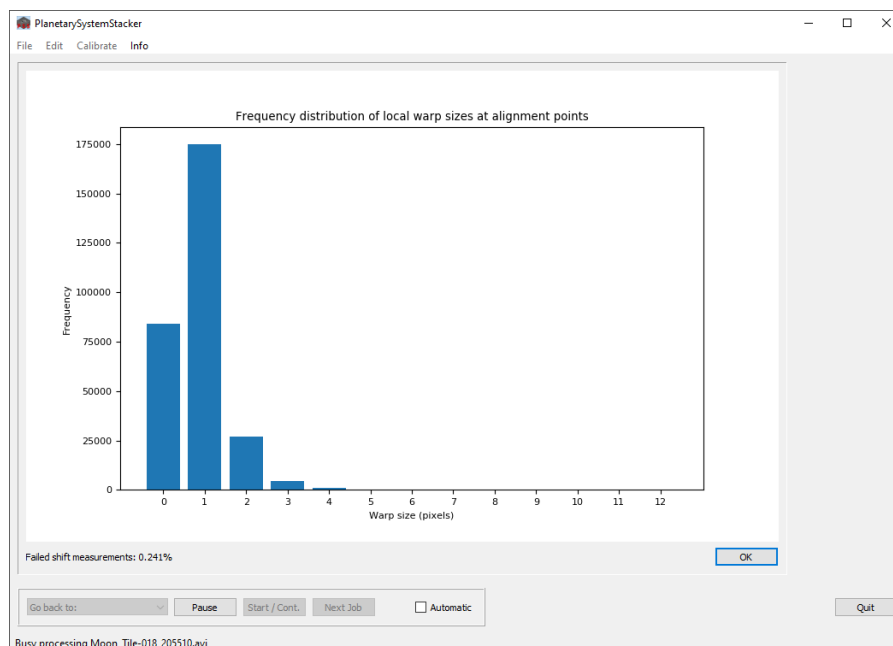 PlanetarySystemStacker
File Edit Calibrate Info
Frequency distribution of local warp sizes at alignment points
175000
150000
125000
100000
75000
50000
25000
0
Frequency
0 1 2 3 4 5 6 7 8 9 10 11 12
Warp size (pixels)
Failed shift measurements: 0.241%
OK
Go back to: Pause Start / Cont. Next Job Automatic Quit
Busy processing Moon_Tile-018_205510.avi